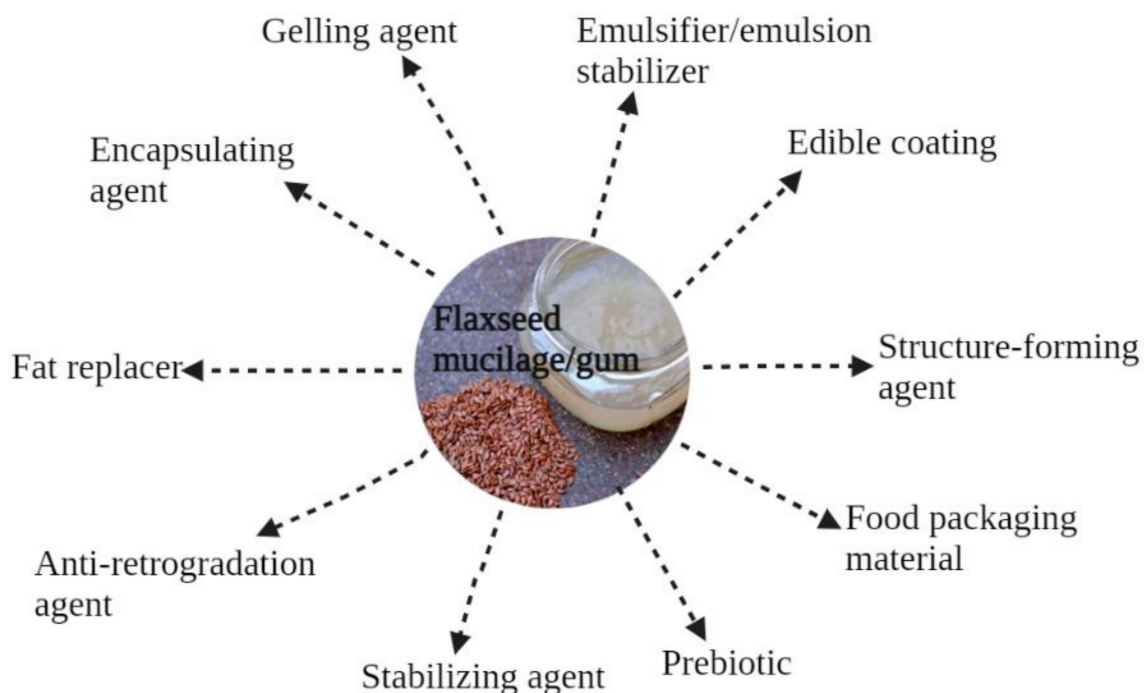 Gelling agent
Emulsifier/emulsion
stabilizer
Edible coating
Encapsulating
agent
Flaxseed
mucilage/gum
Fat replacer
Structure-forming
agent
Food packaging
material
Anti-retrogradation
agent
Stabilizing agent
Prebiotic